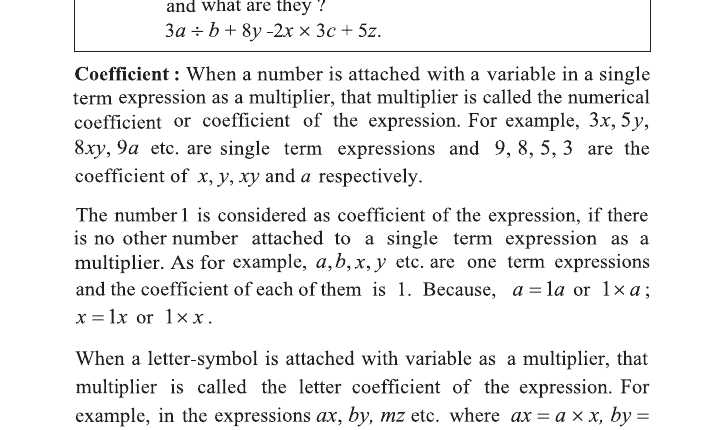 and what are they ?
3a ÷ b + 8y -2x × 3c + 5z.
Coefficient : When a number is attached with a variable in a single
term expression as a multiplier, that multiplier is called the numerical
coefficient or coefficient of the expression. For example, 3x, 5y,
8xy, 9a etc. are single term expressions and 9, 8, 5, 3 are the
coefficient of x, y, xy and a respectively.
The number 1 is considered as coefficient of the expression, if there
is no other number attached to a single term expression as a
multiplier. As for example, a, b, x, y etc. are one term expressions
and the coefficient of each of them is 1. Because, a = 1a or 1× a ;
x = 1x or 1× x .
When a letter-symbol is attached with variable as a multiplier, that
multiplier is called the letter coefficient of the expression. For
example, in the expressions ax, by, mz etc. where ax = a × x, by =